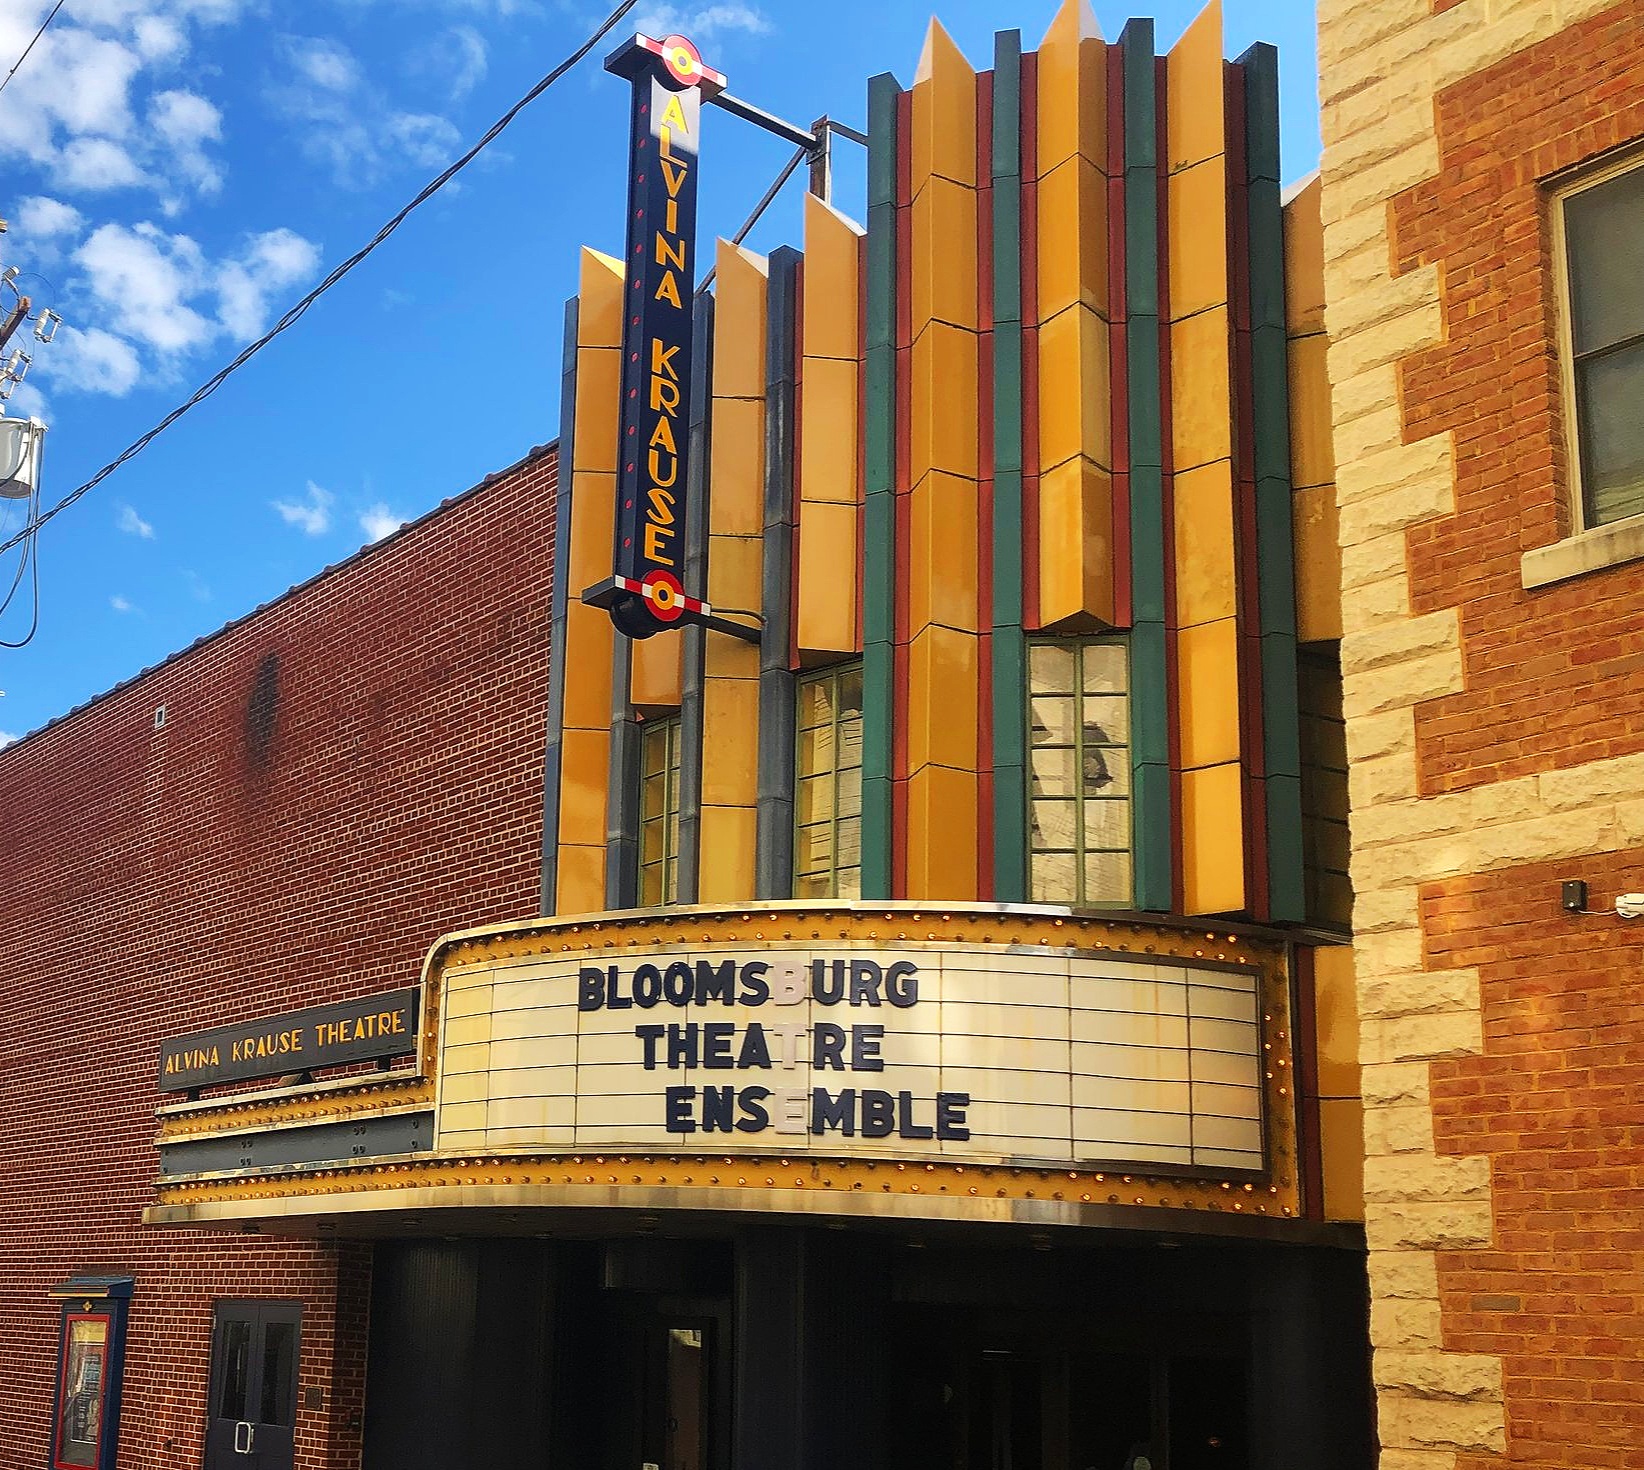 ALVINA KRAUSE
BLOOMSBURG
THEATRE
ENSEMBLE
ALVINA KRAUSE THEATRE